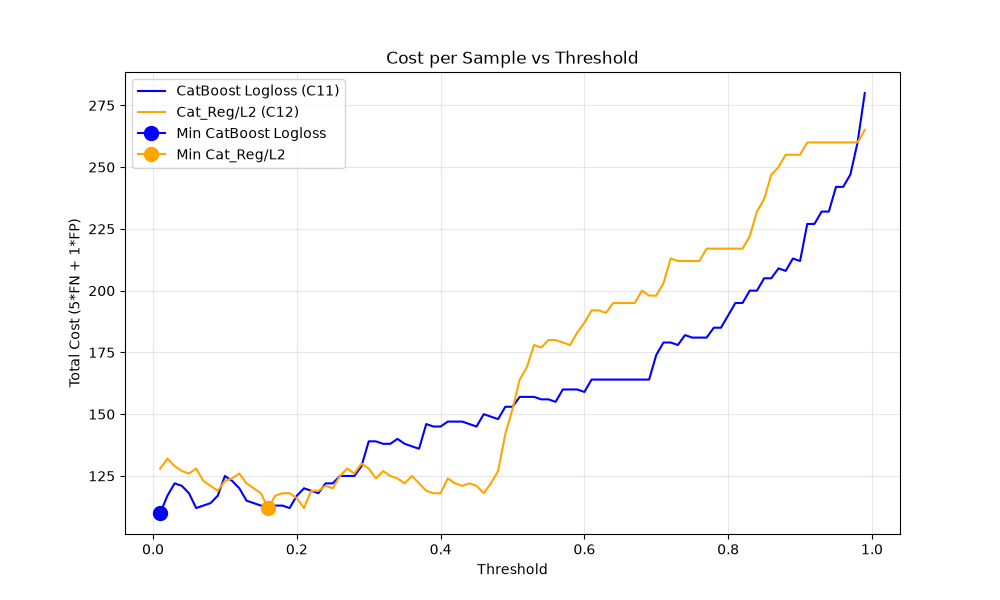 Cost per Sample vs Threshold
CatBoost Logloss (C11)
Cat_Reg/L2 (C12)
Min CatBoost Logloss
Min Cat_Reg/L2
Total Cost (5*FN + 1*FP)
275
250
225
200
175
150
125
0.0
0.2
0.4
0.6
0.8
1.0
Threshold